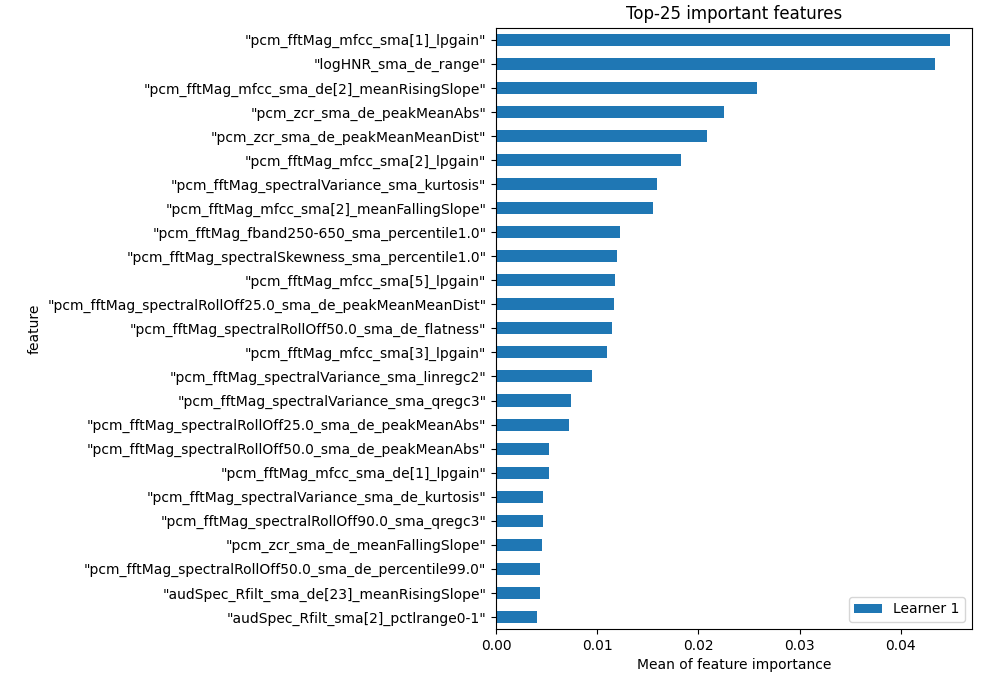 Top-25 important features
"pcm_fftMag_mfcc_sma[1]_lpgain"
"logHNR_sma_de_range"
"pcm_fftMag_mfcc_sma_de[2]_meanRisingSlope"
"pcm_zcr_sma_de_peakMeanAbs"
"pcm_zcr_sma_de_peakMeanMeanDist"
"pcm_fftMag_mfcc_sma[2]_lpgain"
"pcm_fftMag_spectralVariance_sma_kurtosis"
"pcm_fftMag_mfcc_sma[2]_meanFallingSlope"
"pcm_fftMag_fband250-650_sma_percentile1.0"
"pcm_fftMag_spectralSkewness_sma_percentile1.0"
"pcm_fftMag_mfcc_sma[5]_lpgain"
"pcm_fftMag_spectralRollOff25.0_sma_de_peakMeanMeanDist"
"pcm_fftMag_spectralRollOff50.0_sma_de_flatness"
"pcm_fftMag_mfcc_sma[3]_lpgain"
"pcm_fftMag_spectralVariance_sma_linregc2"
"pcm_fftMag_spectralVariance_sma_qregc3"
"pcm_fftMag_spectralRollOff25.0_sma_de_peakMeanAbs"
"pcm_fftMag_spectralRollOff50.0_sma_de_peakMeanAbs"
"pcm_fftMag_mfcc_sma_de[1]_lpgain"
"pcm_fftMag_spectralVariance_sma_de_kurtosis"
"pcm_fftMag_spectralRollOff90.0_sma_qregc3"
"pcm_zcr_sma_de_meanFallingSlope"
"pcm_fftMag_spectralRollOff50.0_sma_de_percentile99.0"
"audSpec_Rfilt_sma_de[23]_meanRisingSlope"
"audSpec_Rfilt_sma[2]_pctlrange0-1"
feature
Learner 1
0.00 0.01 0.02 0.03 0.04
Mean of feature importance